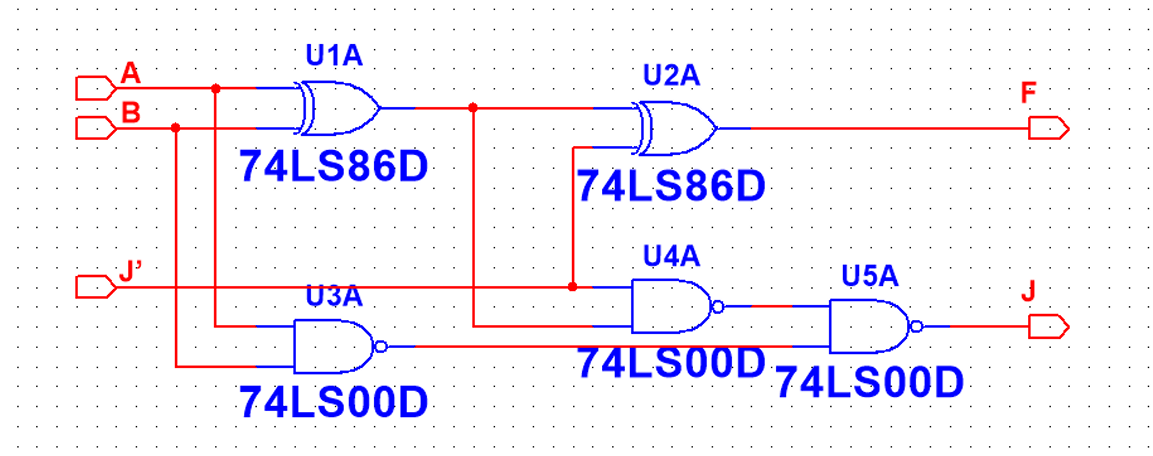 U1A
A
U2A
F
B
74LS86D
74LS86D
U4A
J’
U5A
U3A
J
74LS00D
74LS00D
74LS00D